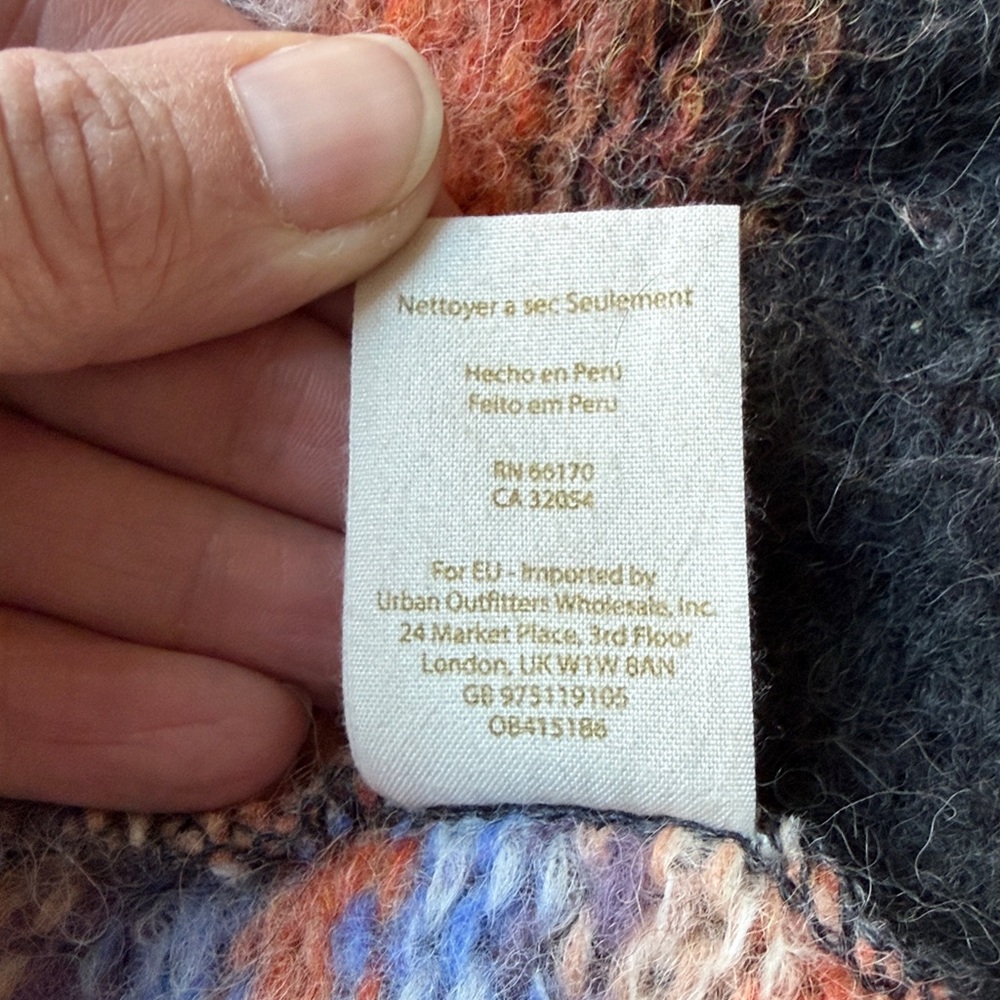 Nettoyer a sec Seulement
Hecho en Perú
Feito em Peru
RN 66170
CA 32054
For EU - Imported by
Urban Outfitters Wholesale, Inc.
24 Market Place, 3rd Floor
London, UK W1W 8AN
GB 975119105
OB415186